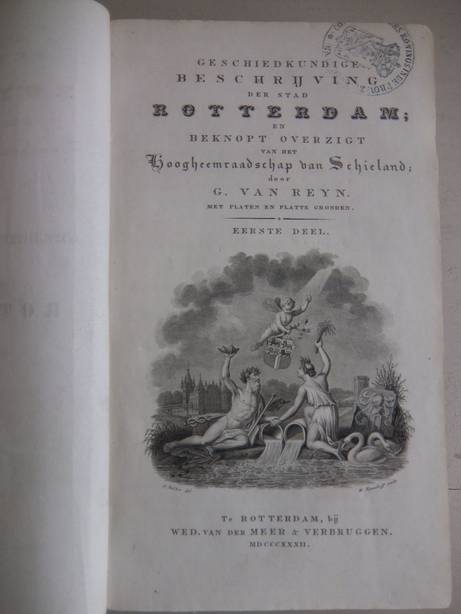 GESCHIEDKUNDIGE
BESCHRIJVING
DER STAD
ROTTERDAM;
EN
BEKNOPT OVERZIGT
VAN HET
Hoogheemraadschap van Schieland;
door
G. VAN REYN.
MET PLATEN EN PLATTE GRONDEN.
EERSTE DEEL.
Te ROTTERDAM, bij
WED. VAN DER MEER & VERBRUGGEN.
MDCCCXXXII.